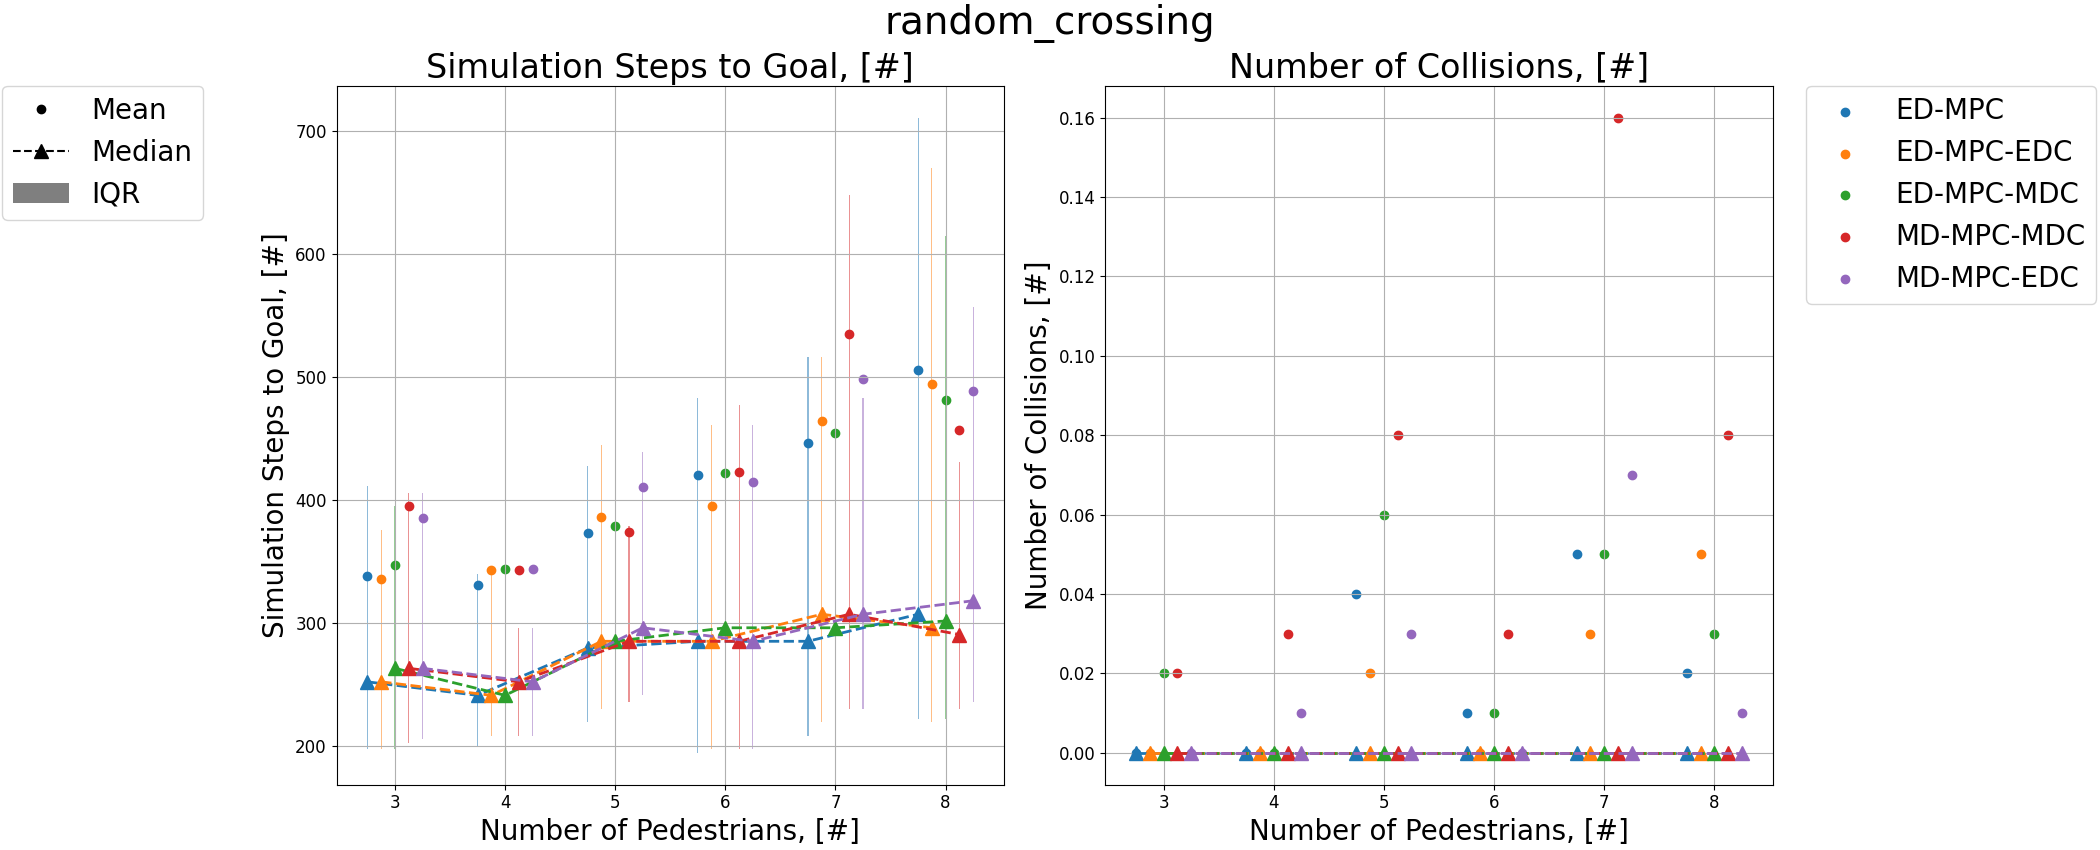 random_crossing
Simulation Steps to Goal, [#]
Number of Collisions, [#]
Mean
Median
IQR
Simulation Steps to Goal, [#]
700
600
500
400
300
200
3 4 5 6 7 8
Number of Pedestrians, [#]
Number of Collisions, [#]
0.16
0.14
0.12
0.10
0.08
0.06
0.04
0.02
0.00
3 4 5 6 7 8
Number of Pedestrians, [#]
ED-MPC
ED-MPC-EDC
ED-MPC-MDC
MD-MPC-MDC
MD-MPC-EDC